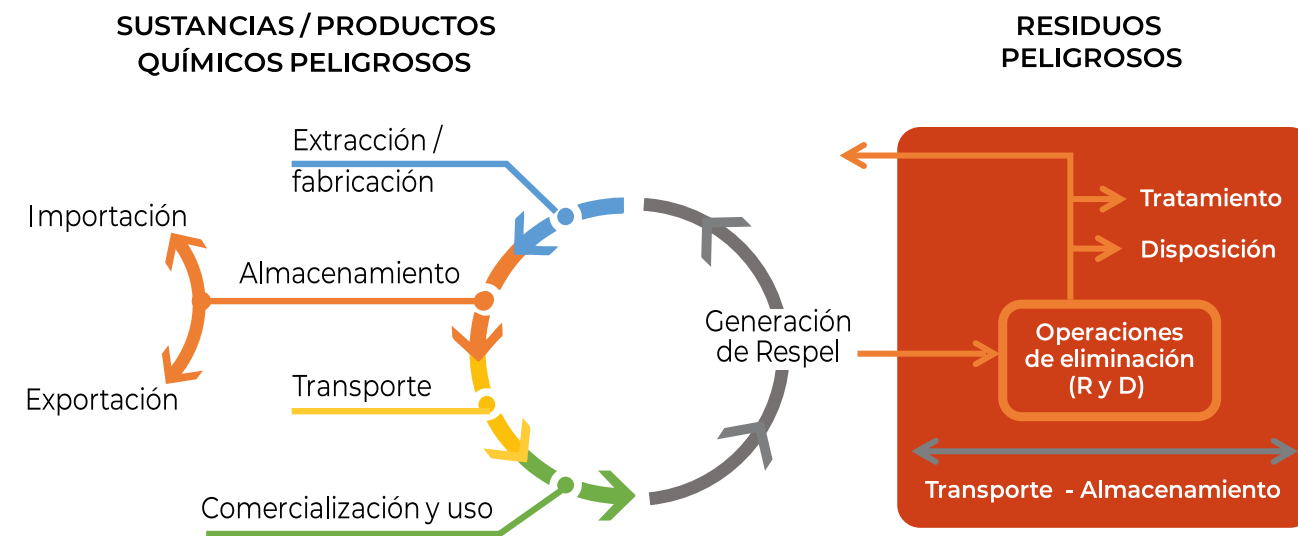 SUSTANCIAS / PRODUCTOS
QUÍMICOS PELIGROSOS
RESIDUOS
PELIGROSOS
Extracción /
fabricación
Importación
Almacenamiento
Exportación
Transporte
Comercialización y uso
Generación
de Respel
Tratamiento
Disposición
Operaciones
de eliminación
(R y D)
Transporte - Almacenamiento